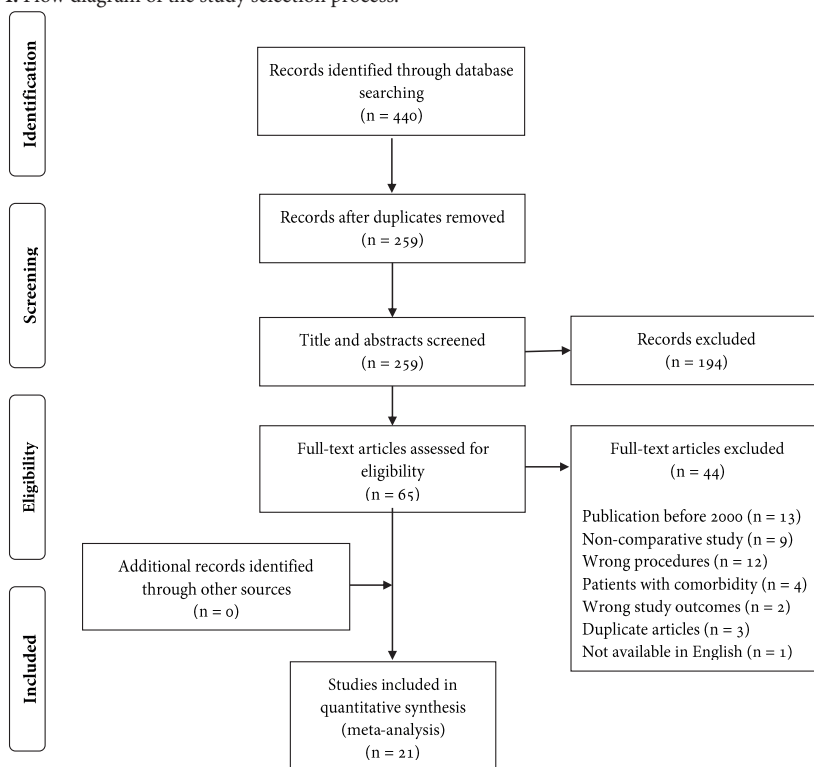 1. Flow diagram of the study selection process.
Identification
Records identified through database
searching
(n = 440)
Records after duplicates removed
(n = 259)
Screening
Title and abstracts screened
(n = 259)
Records excluded
(n = 194)
Eligibility
Full-text articles assessed for
eligibility
(n = 65)
Full-text articles excluded
(n = 44)
Publication before 2000 (n = 13)
Non-comparative study (n = 9)
Wrong procedures (n = 12)
Patients with comorbidity (n = 4)
Wrong study outcomes (n = 2)
Duplicate articles (n = 3)
Not available in English (n = 1)
Additional records identified
through other sources
(n = 0)
Included
Studies included in
quantitative synthesis
(meta-analysis)
(n = 21)